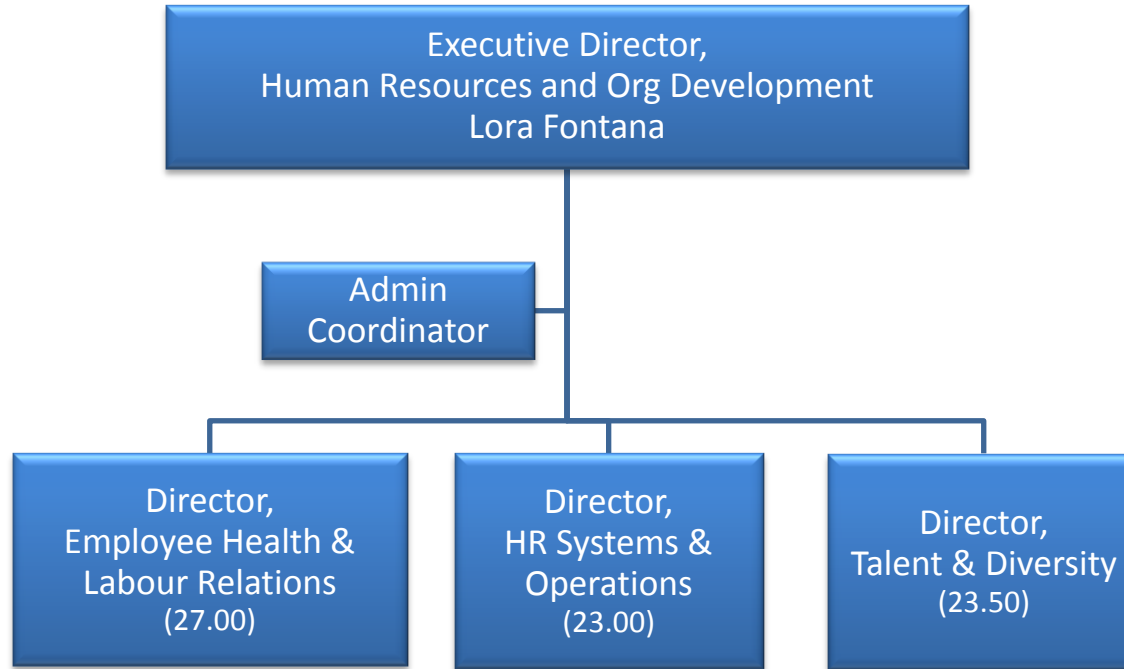 Executive Director,
Human Resources and Org Development
Lora Fontana
Admin
Coordinator
Director,
Employee Health &
Labour Relations
(27.00)
Director,
HR Systems &
Operations
(23.00)
Director,
Talent & Diversity
(23.50)